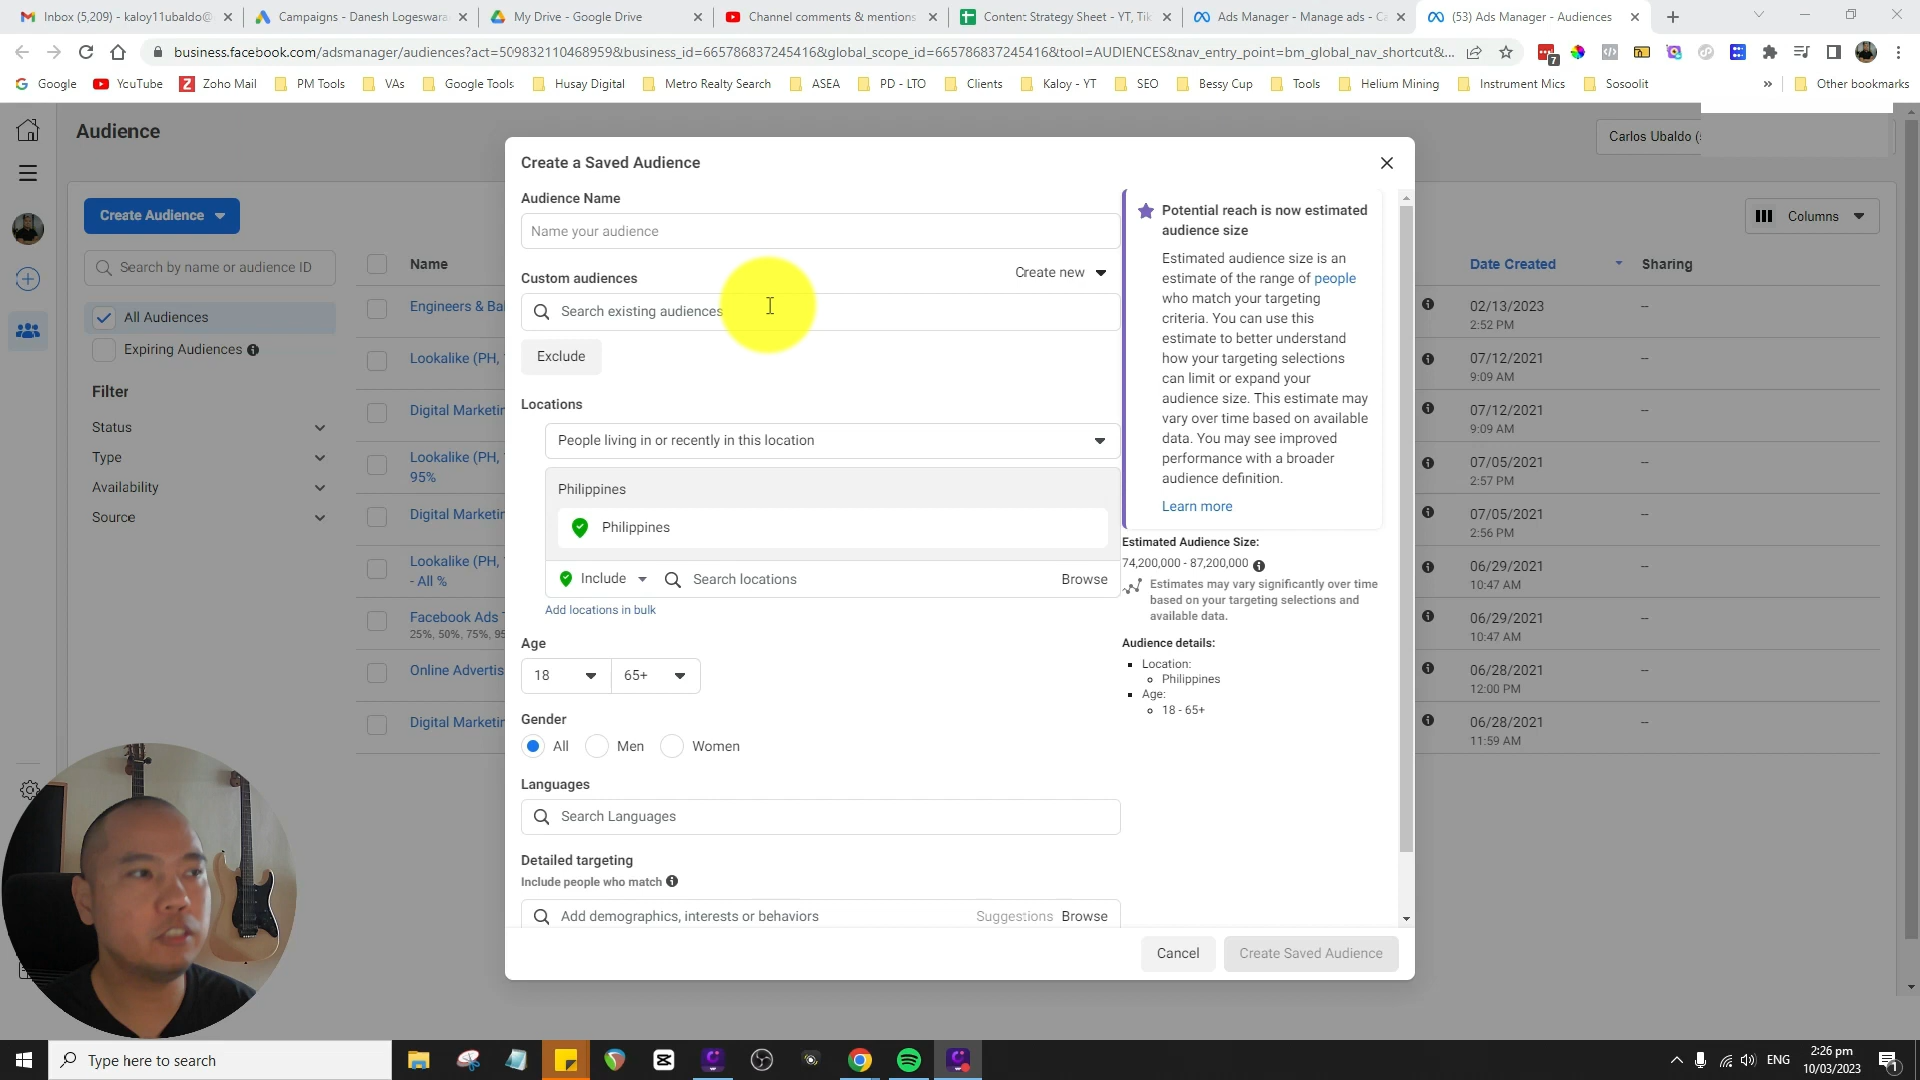 Inbox (5,209) - kaloy11ubaldo@
Campaigns - Danesh Logeswara
My Drive - Google Drive
Channel comments & mentions
Content Strategy Sheet - YT, Tik
Ads Manager - Manage ads - Ca
(53) Ads Manager - Audiences
business.facebook.com/adsmanager/audiences?act=509832110468959&business_id=665786837245416&global_scope_id=665786837245416&tool=AUDIENCES&nav_entry_point=bm_global_nav_shortcut&...
7
Google
YouTube
Zoho Mail
PM Tools
VAs
Google Tools
Husay Digital
Metro Realty Search
ASEA
PD - LTO
Clients
Kaloy - YT
SEO
Bessy Cup
Tools
Helium Mining
Instrument Mics
Sosoolit
Other bookmarks
Audience
Carlos Ubaldo (
Create Audience
Columns
Search by name or audience ID
All Audiences
Expiring Audiences
Filter
Status
Type
Availability
Source
Name
Engineers & Ba
Lookalike (PH,
Digital Marketin
Lookalike (PH,
95%
Digital Marketin
Lookalike (PH,
- All %
Facebook Ads
25%, 50%, 75%, 95
Online Advertis
Digital Marketin
Create a Saved Audience
Audience Name
Name your audience
Custom audiences
Create new
Search existing audiences
Exclude
Locations
People living in or recently in this location
Philippines
Philippines
Include
Search locations
Browse
Add locations in bulk
Age
18
65+
Gender
All
Men
Women
Languages
Search Languages
Detailed targeting
Include people who match
Add demographics, interests or behaviors
Suggestions
Browse
Potential reach is now estimated
audience size
Estimated audience size is an
estimate of the range of people
who match your targeting
criteria. You can use this
estimate to better understand
how your targeting selections
can limit or expand your
audience size. This estimate may
vary over time based on available
data. You may see improved
performance with a broader
audience definition.
Learn more
Estimated Audience Size:
74,200,000 - 87,200,000
Estimates may vary significantly over time
based on your targeting selections and
available data.
Audience details:
Location:
Philippines
Age:
18 - 65+
Cancel
Create Saved Audience
Date Created
Sharing
02/13/2023
2:52 PM
--
07/12/2021
9:09 AM
--
07/12/2021
9:09 AM
--
07/05/2021
2:57 PM
--
07/05/2021
2:56 PM
--
06/29/2021
10:47 AM
--
06/29/2021
10:47 AM
--
06/28/2021
12:00 PM
--
06/28/2021
11:59 AM
--
Type here to search
ENG
2:26 pm
10/03/2023
1